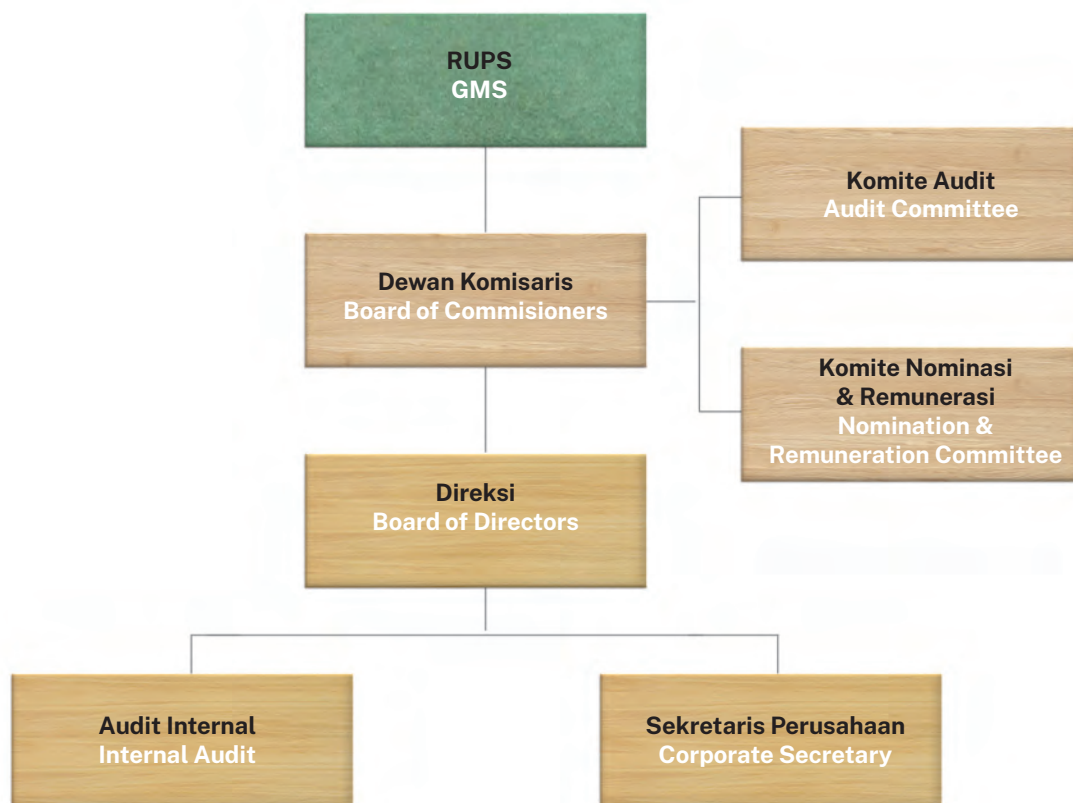 RUPS
GMS
Komite Audit
Audit Committee
Dewan Komisaris
Board of Commisioners
Komite Nominasi
& Remunerasi
Nomination &
Remuneration Committee
Direksi
Board of Directors
Audit Internal
Internal Audit
Sekretaris Perusahaan
Corporate Secretary